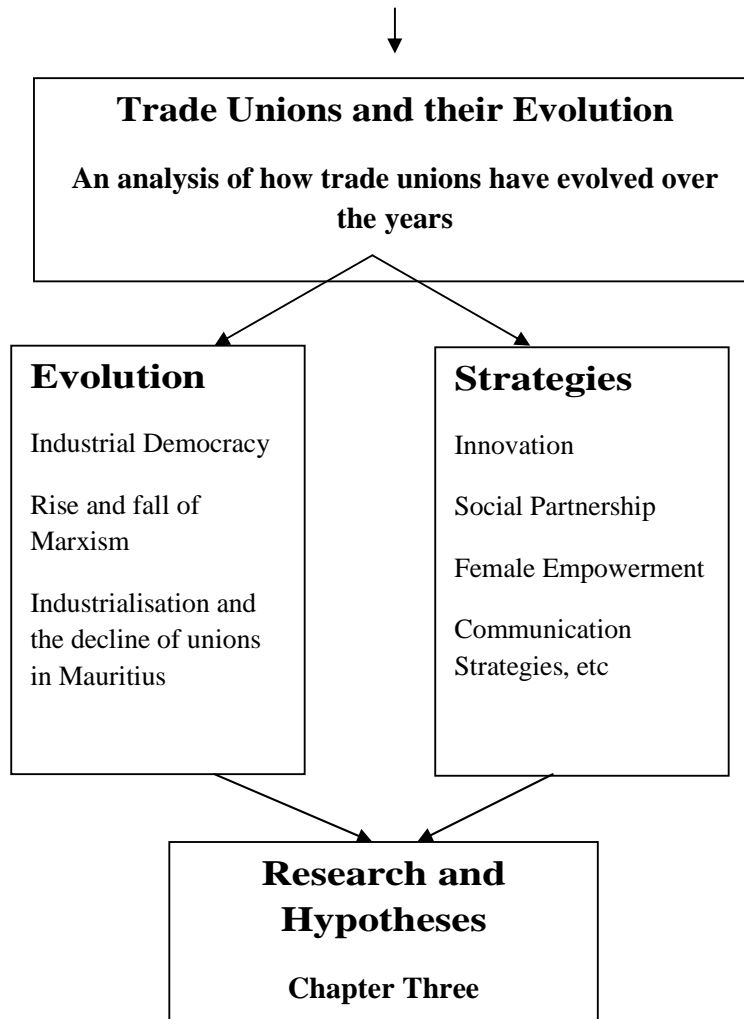 Trade Unions and their Evolution
An analysis of how trade unions have evolved over
the years
Evolution
Industrial Democracy
Rise and fall of
Marxism
Industrialisation and
the decline of unions
in Mauritius
Strategies
Innovation
Social Partnership
Female Empowerment
Communication
Strategies, etc
Research and
Hypotheses
Chapter Three